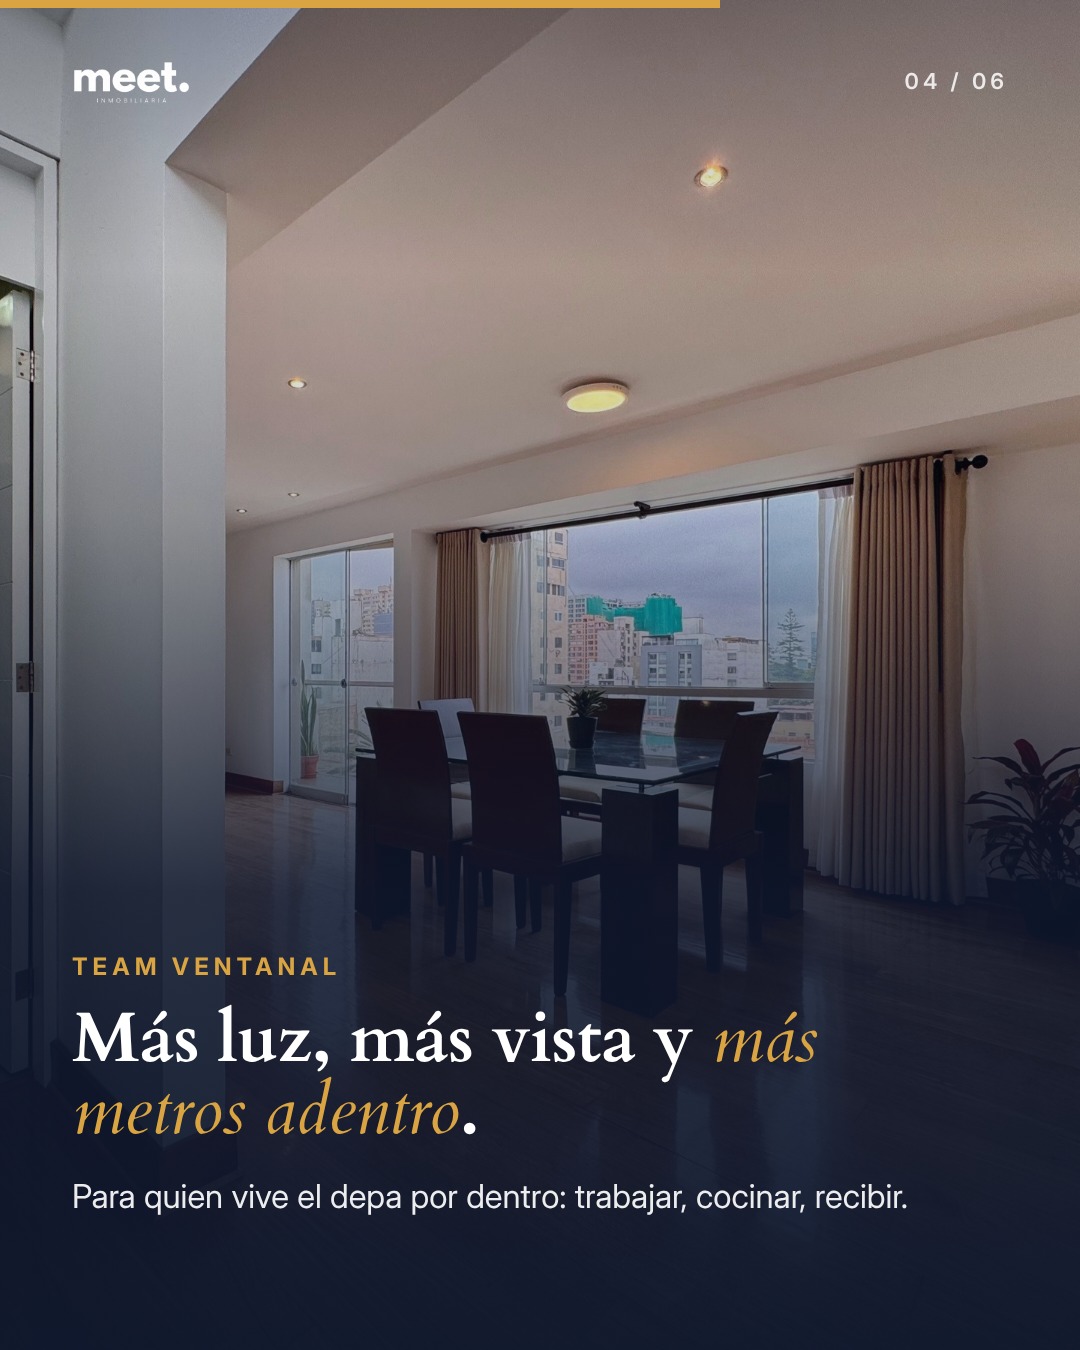 meet.
INMOBILIARIA
04 / 06
TEAM VENTANAL
Más luz, más vista y más
metros adentro.
Para quien vive el depa por dentro: trabajar, cocinar, recibir.